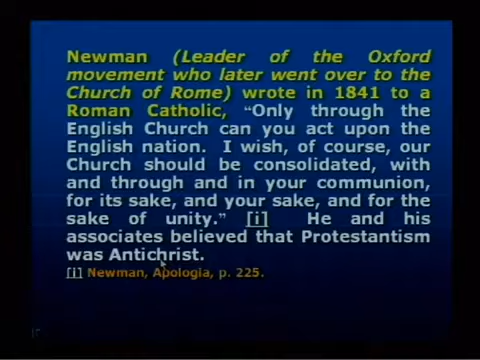 Newman (Leader of the Oxford
movement who later went over to the
Church of Rome) wrote in 1841 to a
Roman Catholic, “Only through the
English Church can you act upon the
English nation. I wish, of course, our
Church should be consolidated, with
and through and in your communion,
for its sake, and your sake, and for the
sake of unity.” [i] He and his
associates believed that Protestantism
was Antichrist.
[i] Newman, Apologia, p. 225.